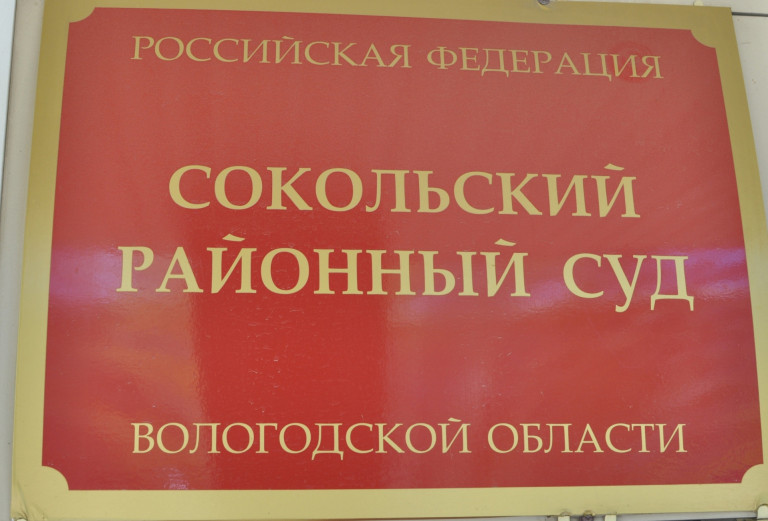 РОССИЙСКАЯ ФЕДЕРАЦИЯ
СОКОЛЬСКИЙ
РАЙОННЫЙ СУД
ВОЛОГОДСКОЙ ОБЛАСТИ